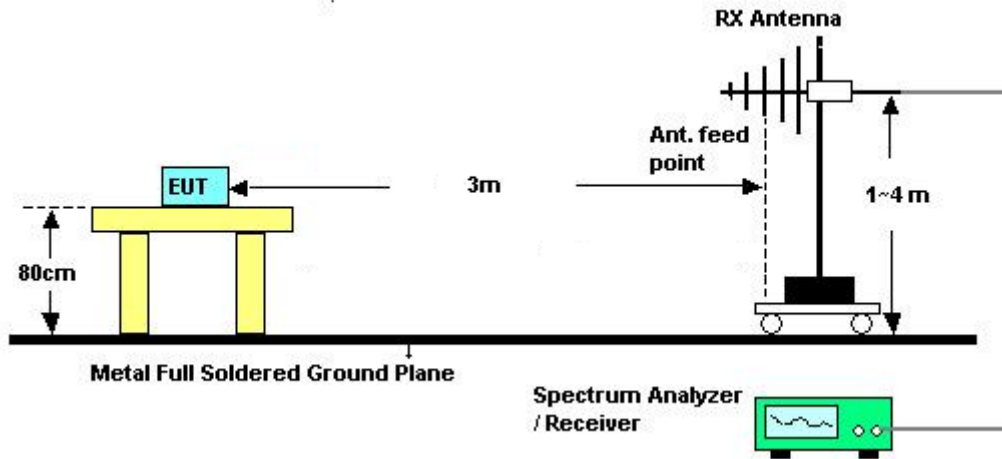 RX Antenna
Ant. feed
point
EUT
3m
1~4 m
80cm
Metal Full Soldered Ground Plane
Spectrum Analyzer
/ Receiver